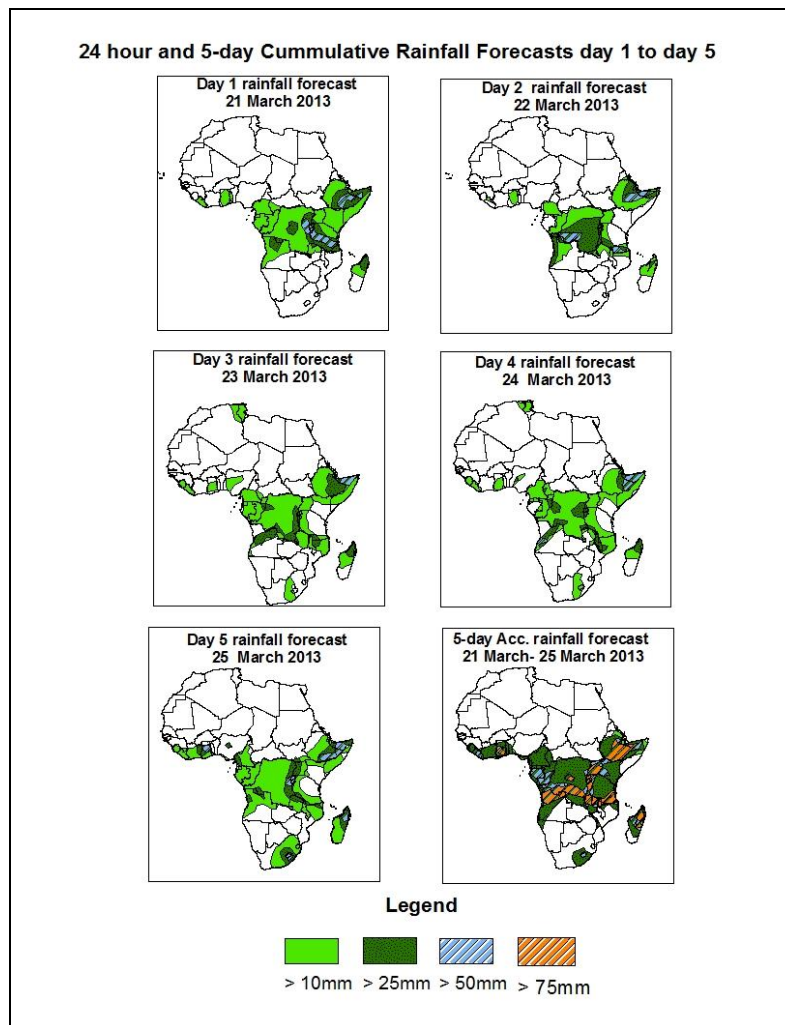 24 hour and 5-day Cummulative Rainfall Forecasts day 1 to day 5
Day 1 rainfall forecast
21 March 2013
Day 2 rainfall forecast
22 March 2013
Day 3 rainfall forecast
23 March 2013
Day 4 rainfall forecast
24 March 2013
Day 5 rainfall forecast
25 March 2013
5-day Acc. rainfall forecast
21 March- 25 March 2013
Legend
> 10mm > 25mm > 50mm > 75mm